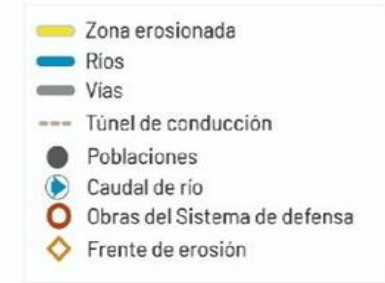 Zona erosionada
Ríos
Vías
Túnel de conducción
Poblaciones
Caudal de río
Obras del Sistema de defensa
Frente de erosión